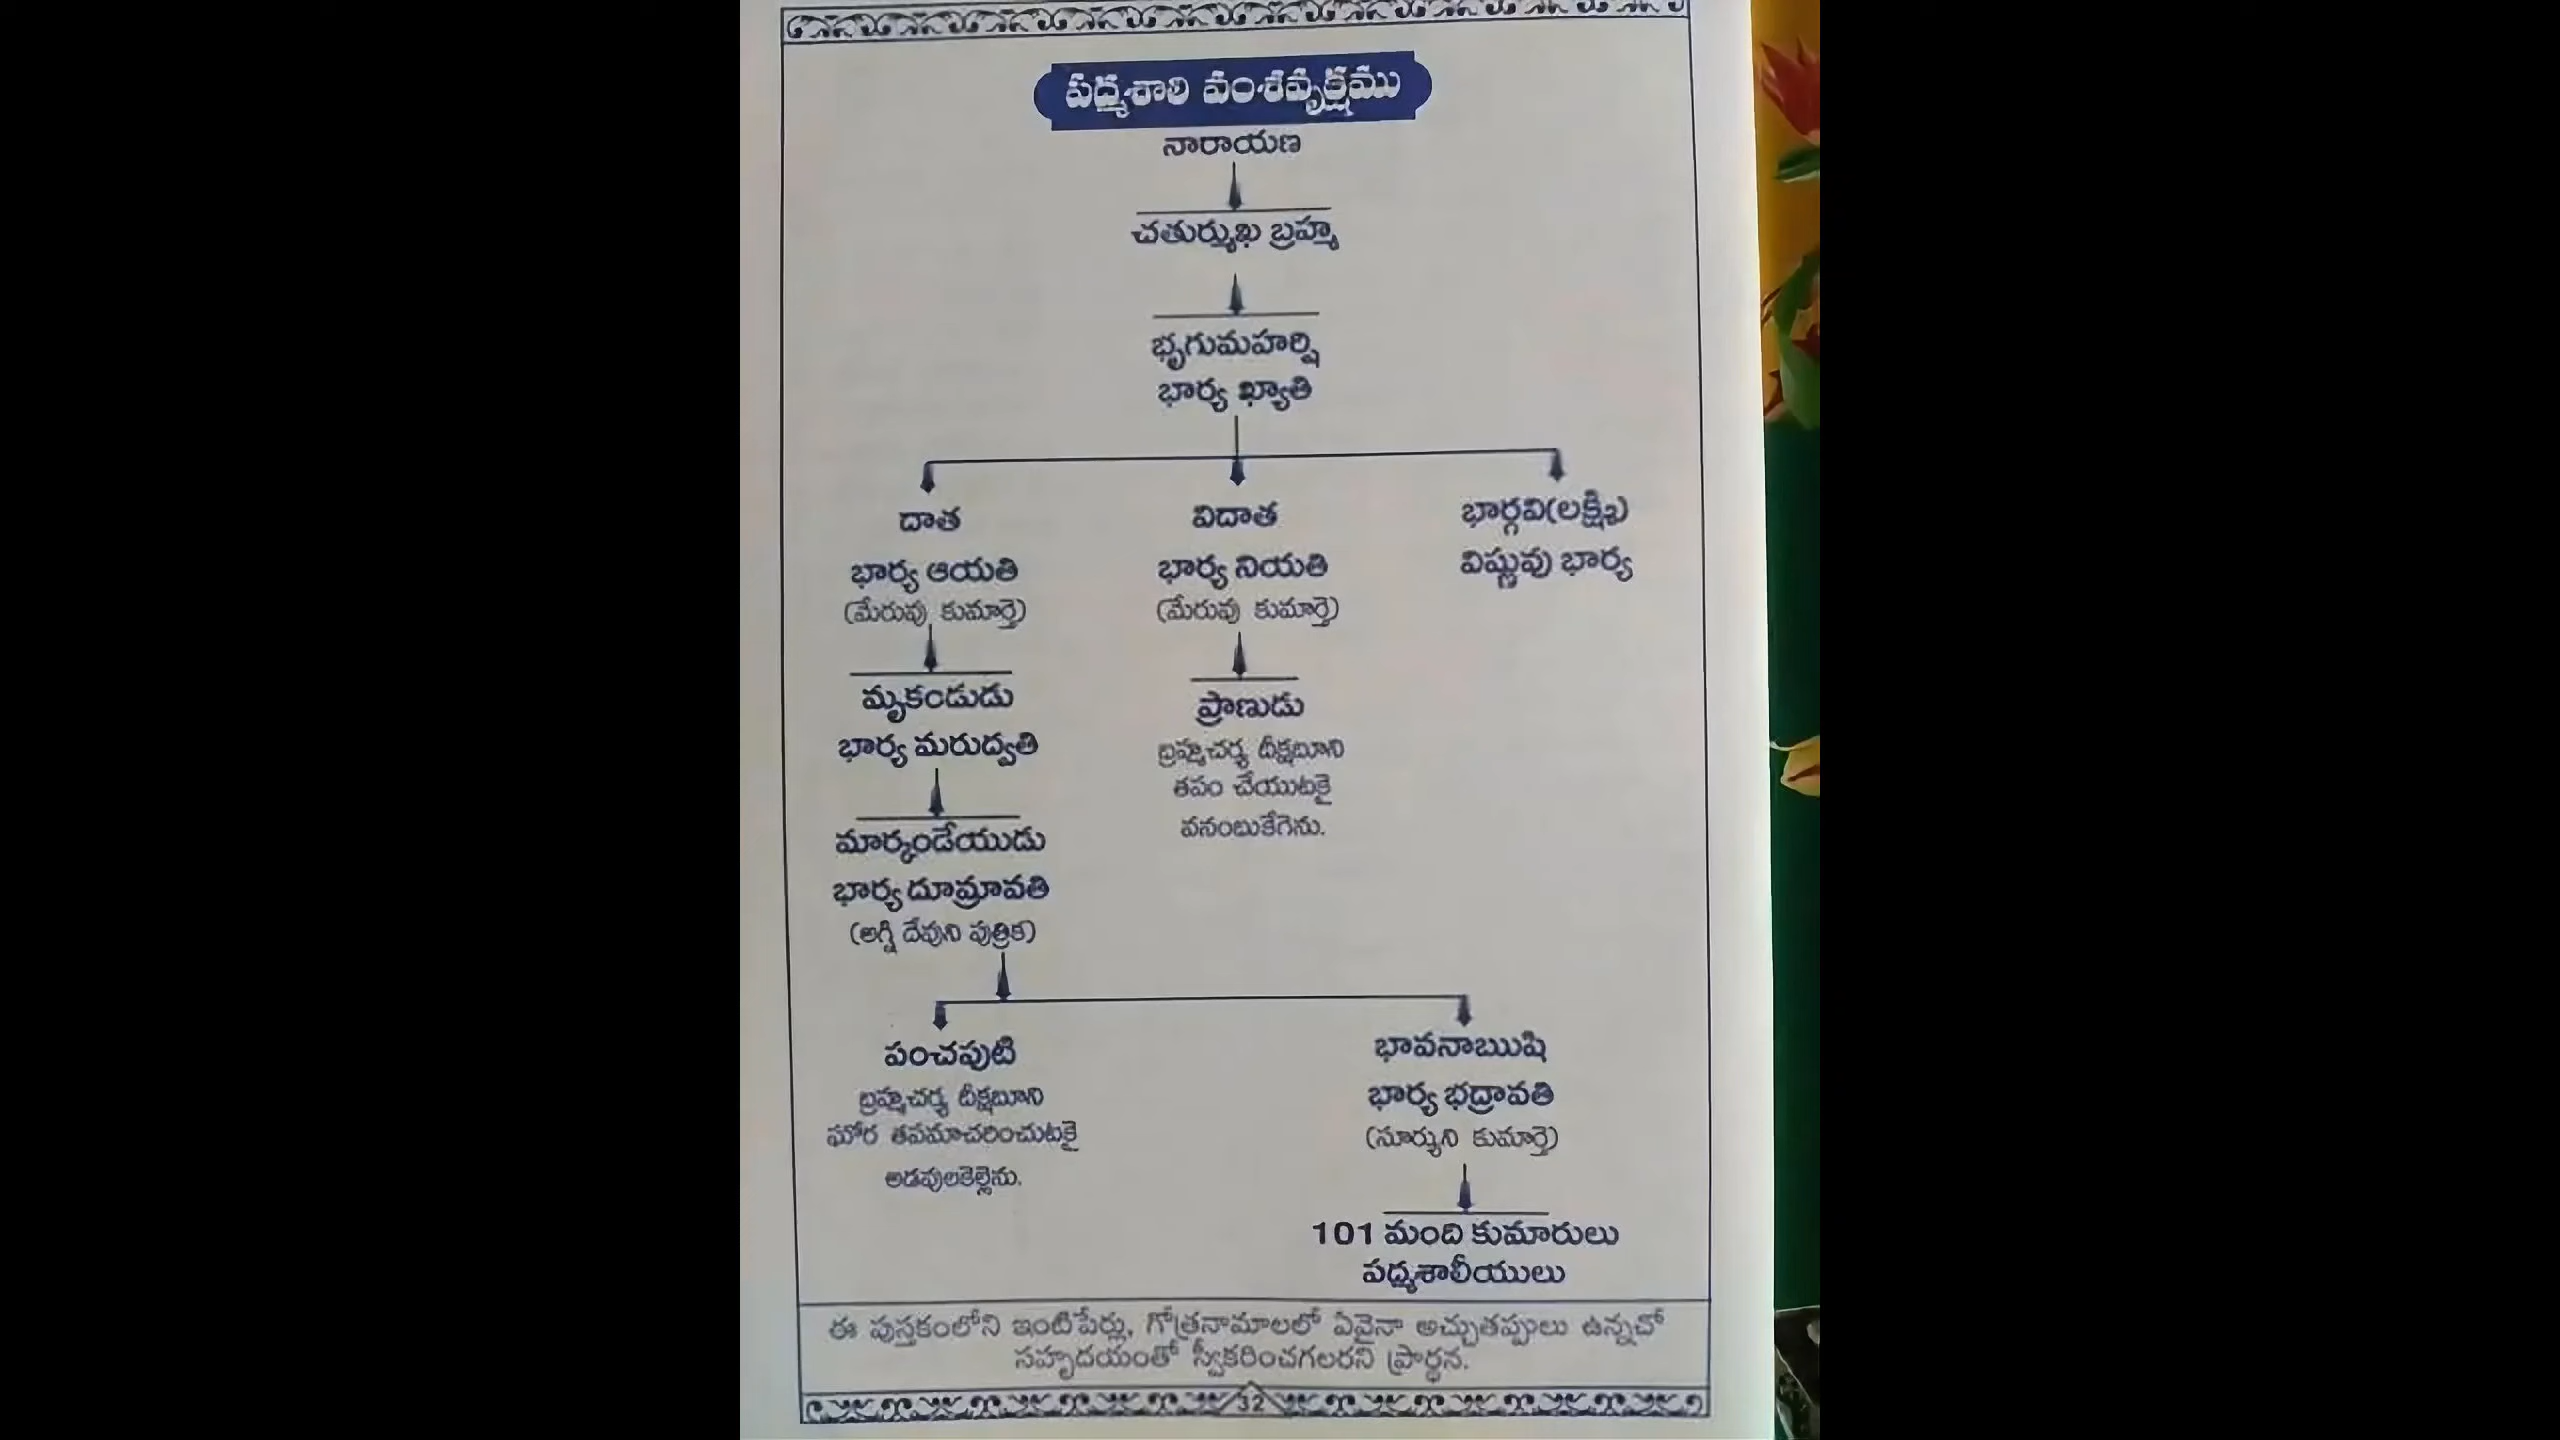 పద్మశాలి వంశవృక్షము
నారాయణ
చతుర్ముఖ బ్రహ్మ
భృగుమహర్షి
భార్య ఖ్యాతి
దాత
భార్య ఆయతి
(మేరువు కుమార్తె)
మృకండుడు
భార్య మరుద్వతి
మార్కండేయుడు
భార్య దూమ్రావతి
(అగ్ని దేవుని పుత్రిక)
విదాత
భార్య నియతి
(మేరువు కుమార్తె)
ప్రాణుడు
బ్రహ్మచర్య దీక్షబూని
తపం చేయుటకై
వనంబుకేగెను.
భార్గవి(లక్ష్మి)
విష్ణువు భార్య
పంచపుటి
బ్రహ్మచర్య దీక్షబూని
ఘోర తపమాచరించుటకై
అడవులకెళ్లెను.
భావనాఋషి
భార్య భద్రావతి
(సూర్యుని కుమార్తె)
101 మంది కుమారులు
పద్మశాలీయులు
ఈ పుస్తకంలోని ఇంటిపేర్లు, గోత్రనామాలలో ఏవైనా అచ్చుతప్పులు ఉన్నచో
సహృదయంతో స్వీకరించగలరని ప్రార్థన.
32